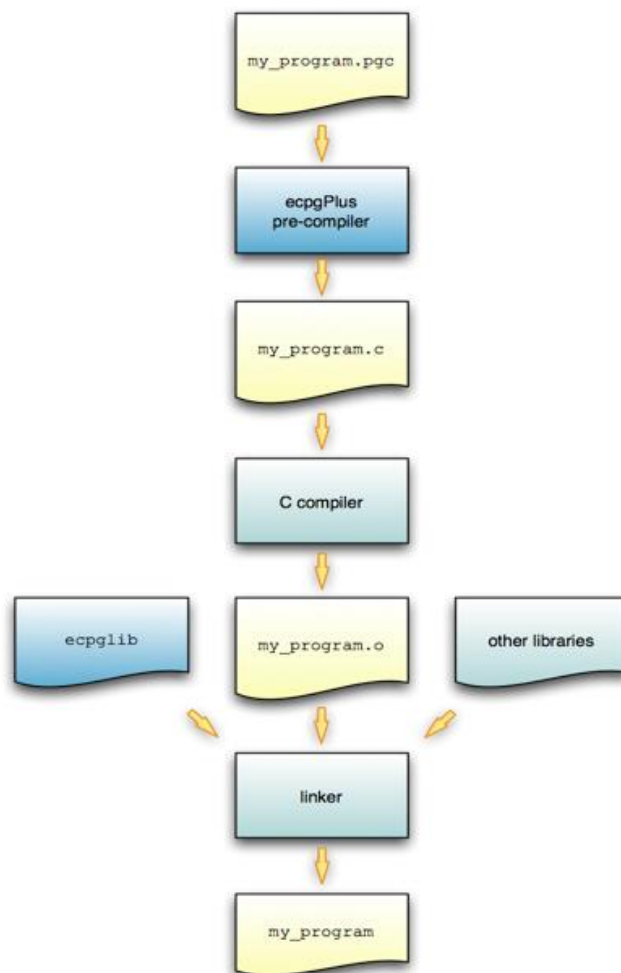 my_program.pgc
ecpgPlus
pre-compiler
my_program.c
C compiler
ecpglib
my_program.o
other libraries
linker
my_program